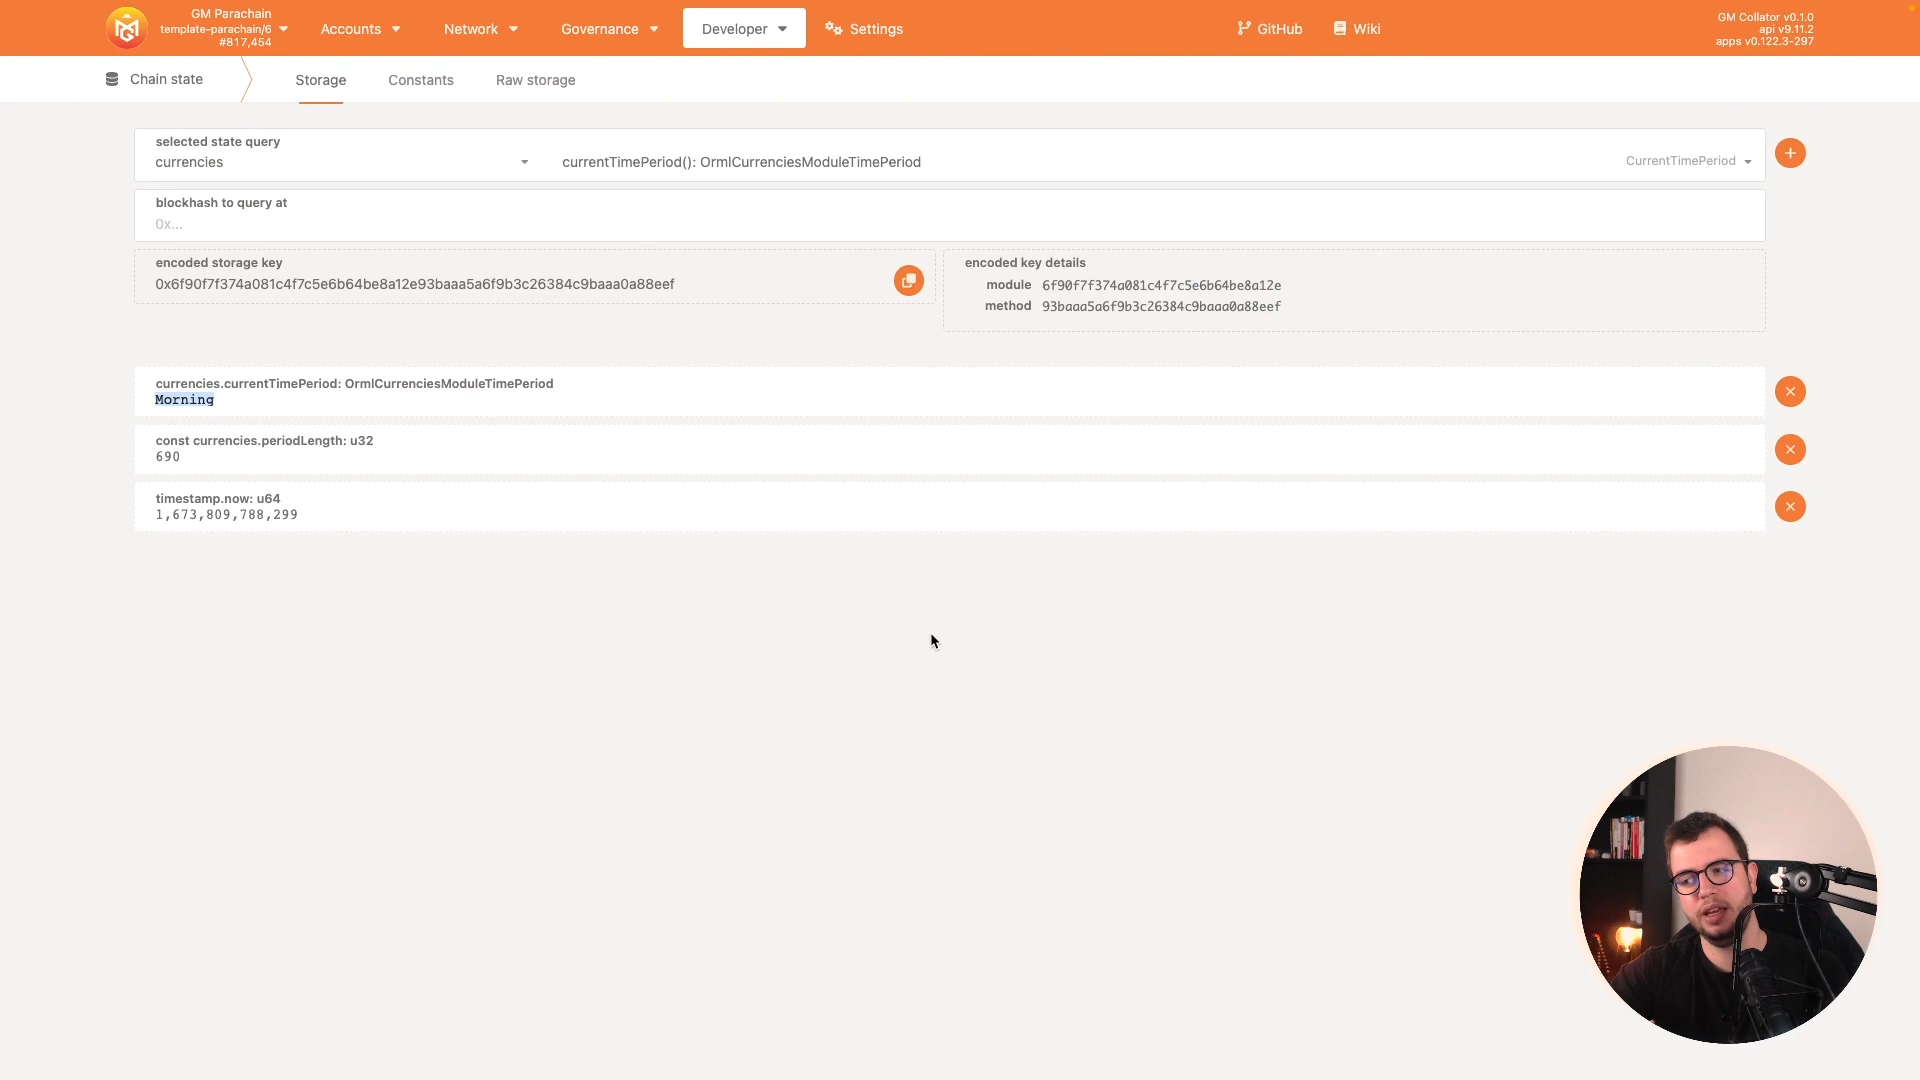 GM Parachain
template-parachain/6
#817,454
Accounts
Network
Governance
Developer
Settings
GitHub
Wiki
GM Collator v0.1.0
api v9.11.2
apps v0.122.3-297
Chain state
Storage
Constants
Raw storage
selected state query
currencies
currentTimePeriod(): OrmlCurrenciesModuleTimePeriod
CurrentTimePeriod
blockhash to query at
0x...
encoded storage key
0x6f90f7f374a081c4f7c5e6b64be8a12e93baaa5a6f9b3c26384c9baaa0a88eef
encoded key details
module 6f90f7f374a081c4f7c5e6b64be8a12e
method 93baaa5a6f9b3c26384c9baaa0a88eef
currencies.currentTimePeriod: OrmlCurrenciesModuleTimePeriod
Morning
const currencies.periodLength: u32
690
timestamp.now: u64
1,673,809,788,299